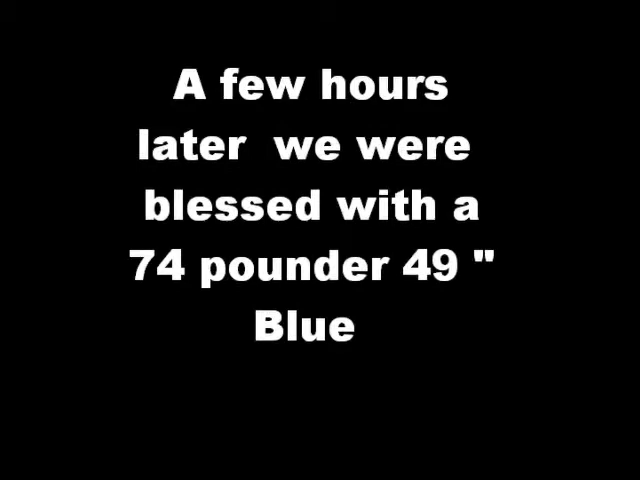 A few hours
later  we were
blessed with a
74 pounder 49 "
Blue